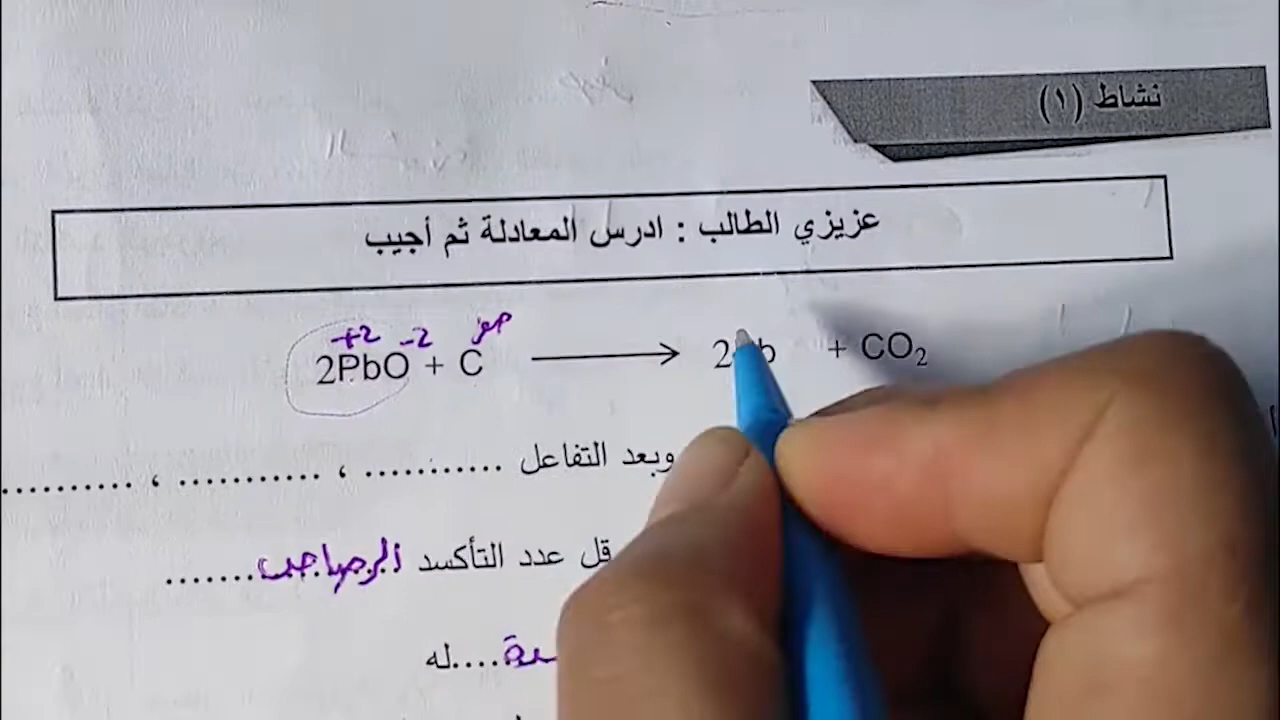 نشاط (١)
عزيزي الطالب : ادرس المعادلة ثم أجيب
+2 -2 صفر
2PbO + C ⟶ 2Pb + CO₂
وبعد التفاعل ........... ، ........... ، ..........
قل عدد التأكسد الرصاص.......
....له